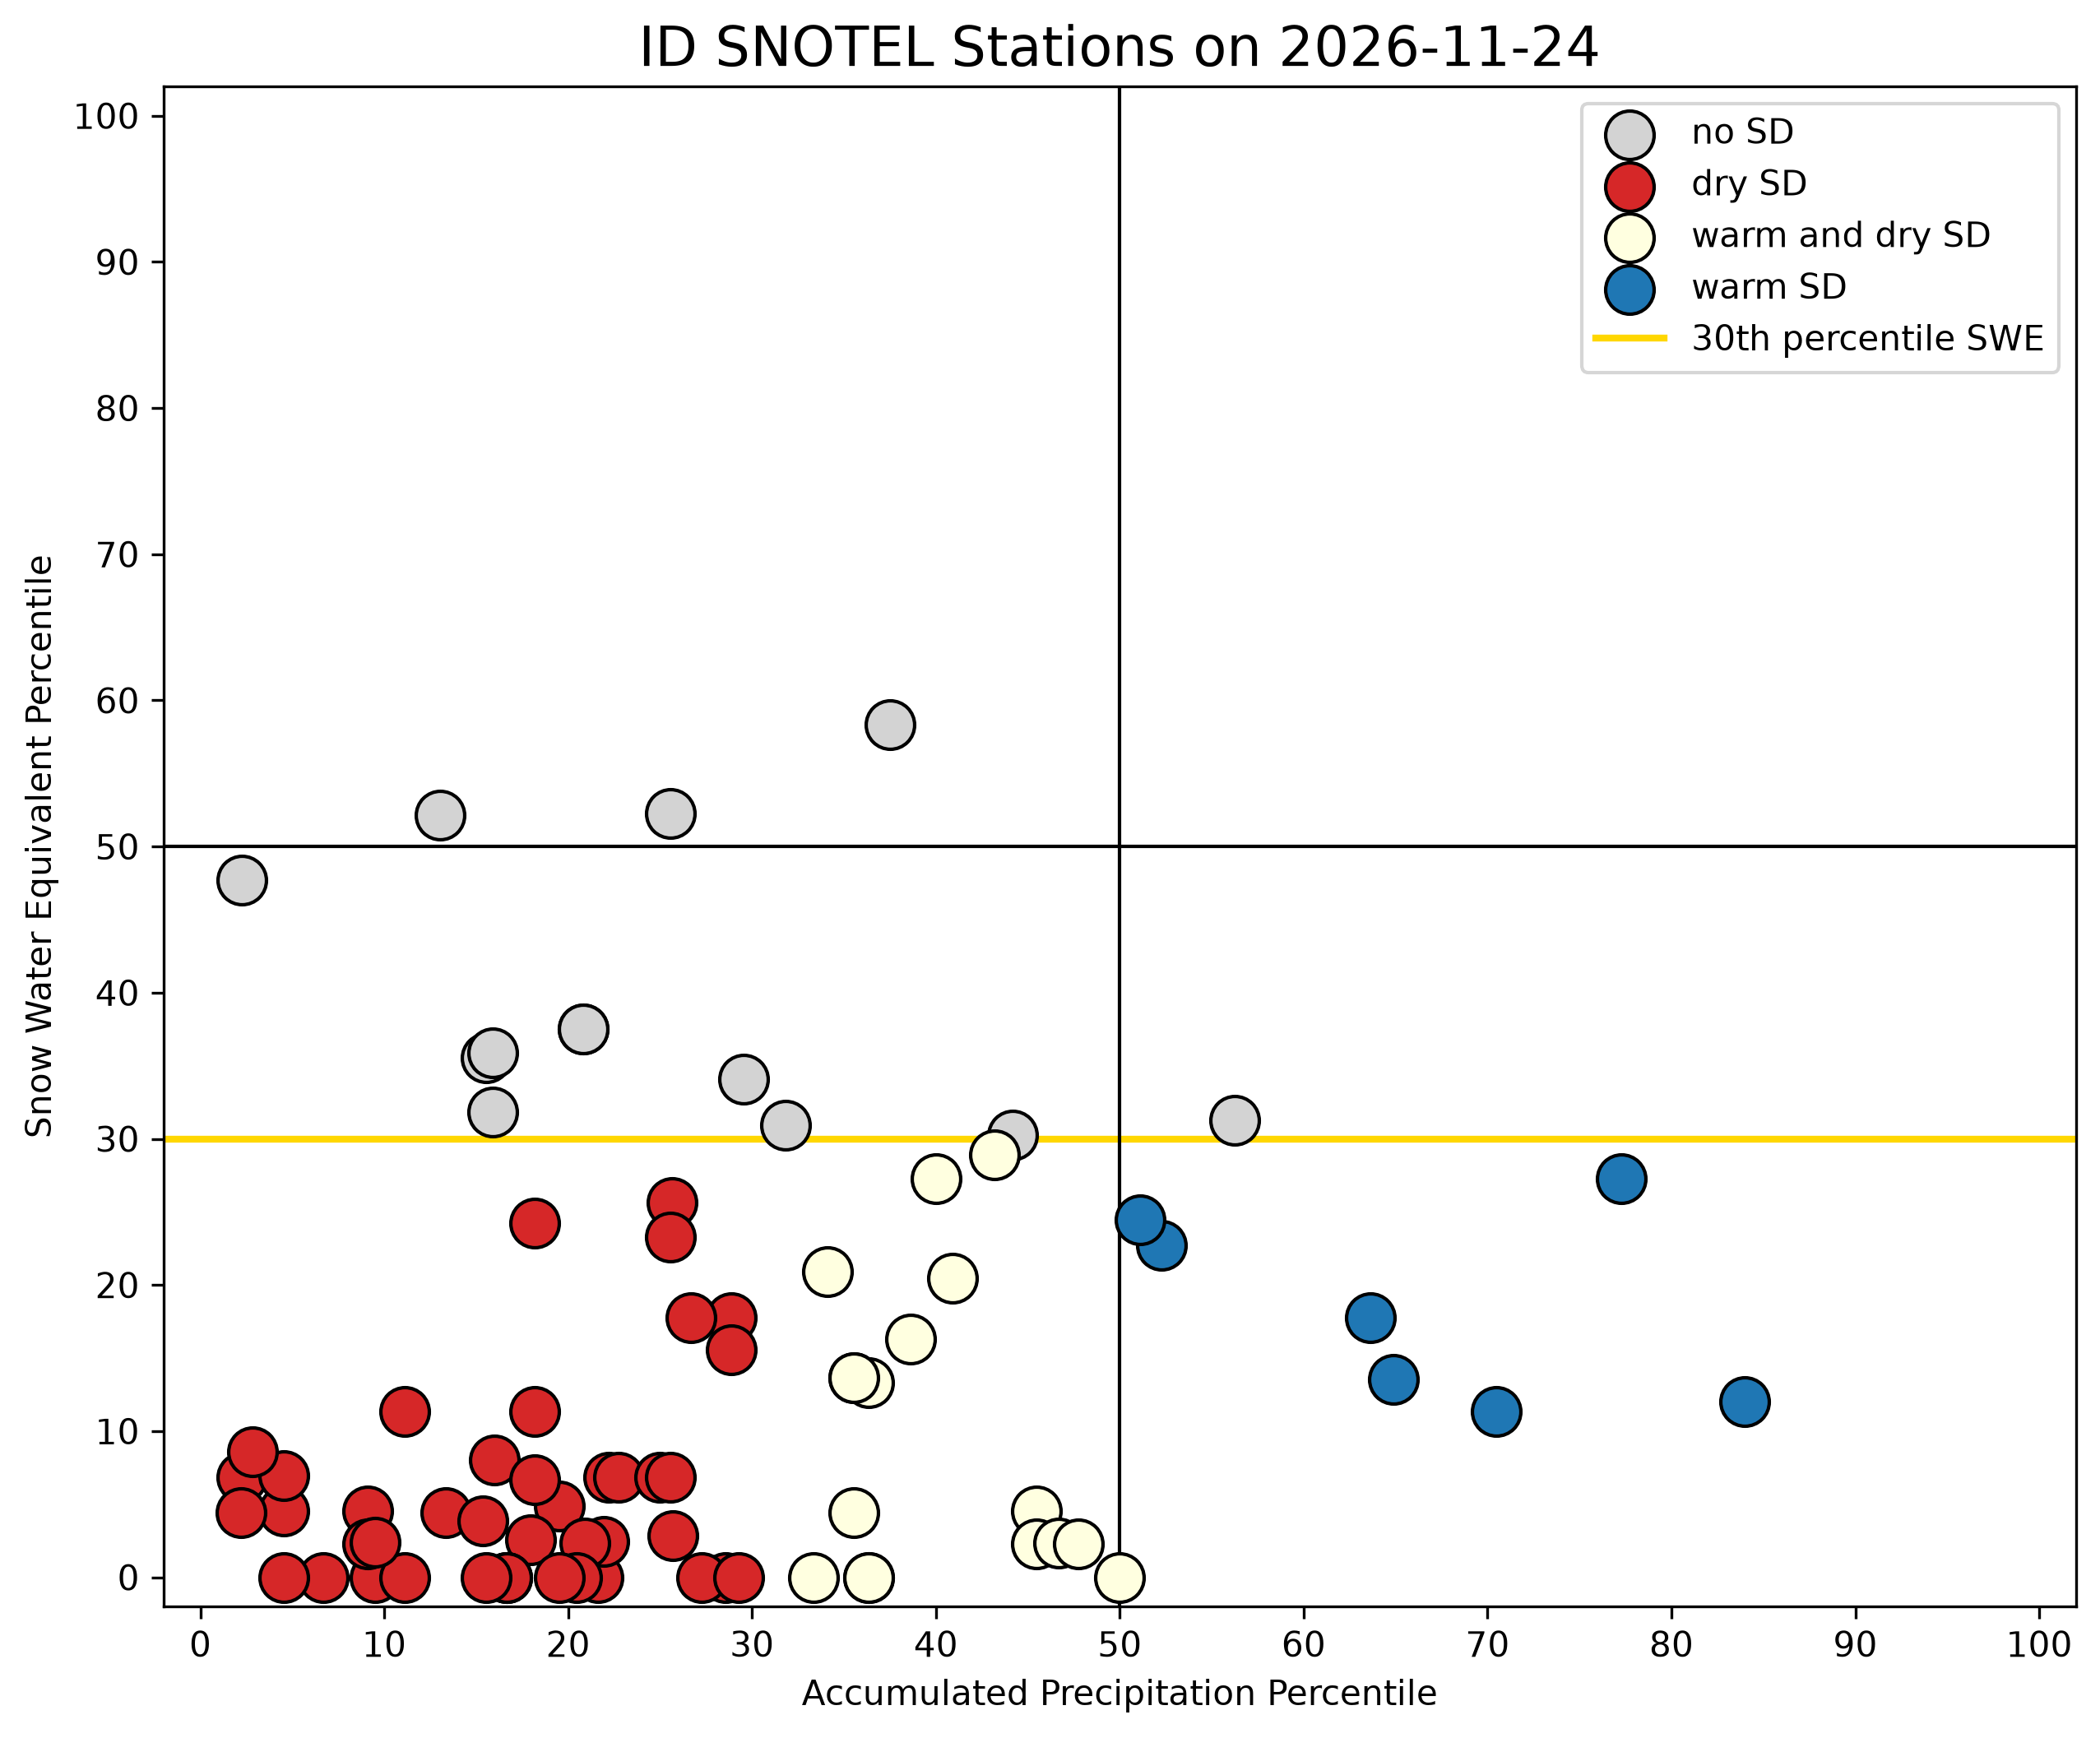 ID SNOTEL Stations on 2026-11-24
no SD
dry SD
warm and dry SD
warm SD
30th percentile SWE
Snow Water Equivalent Percentile
100
90
80
70
60
50
40
30
20
10
0
0 10 20 30 40 50 60 70 80 90 100
Accumulated Precipitation Percentile